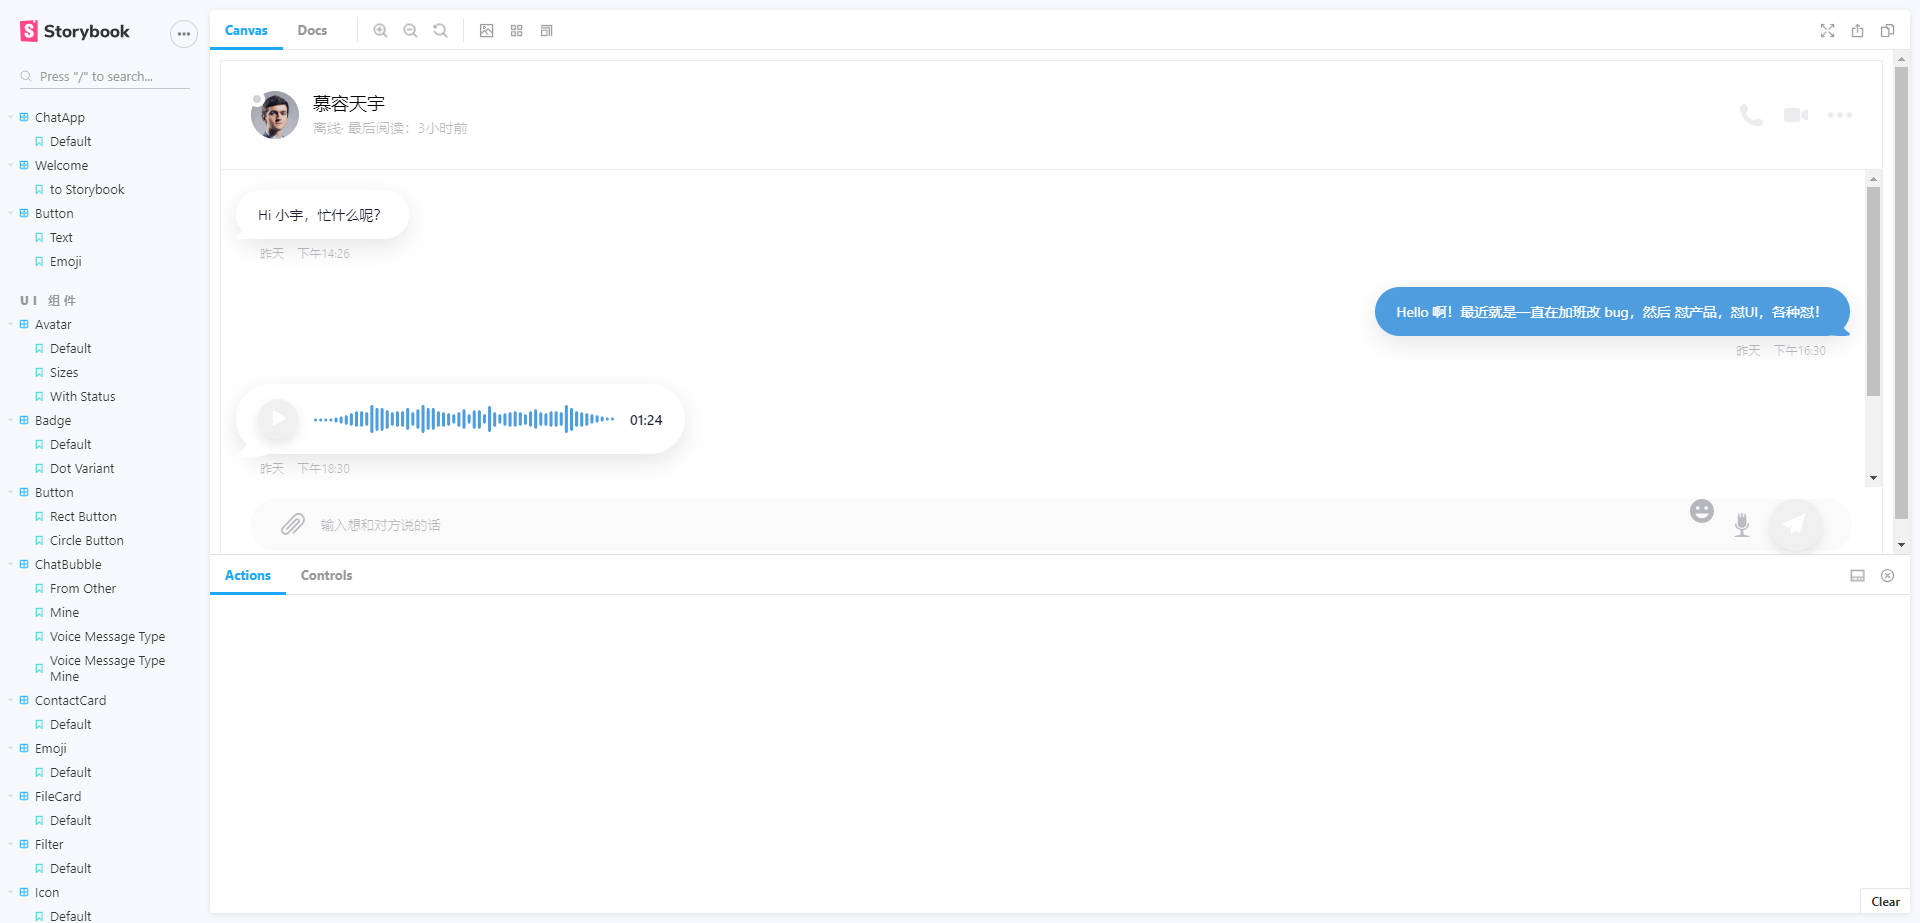 Storybook
Press "/" to search...
ChatApp
Default
Welcome
to Storybook
Button
Text
Emoji
UI 组件
Avatar
Default
Sizes
With Status
Badge
Default
Dot Variant
Button
Rect Button
Circle Button
ChatBubble
From Other
Mine
Voice Message Type
Voice Message Type
Mine
ContactCard
Default
Emoji
Default
FileCard
Default
Filter
Default
Icon
Default
Canvas
Docs
慕容天宇
离线· 最后阅读：3小时前
Hi 小宇，忙什么呢？
昨天 下午14:26
Hello 啊！最近就是一直在加班改 bug，然后 怼产品，怼UI，各种怼！
昨天 下午16:30
01:24
昨天 下午18:30
输入想和对方说的话
Actions
Controls
Clear